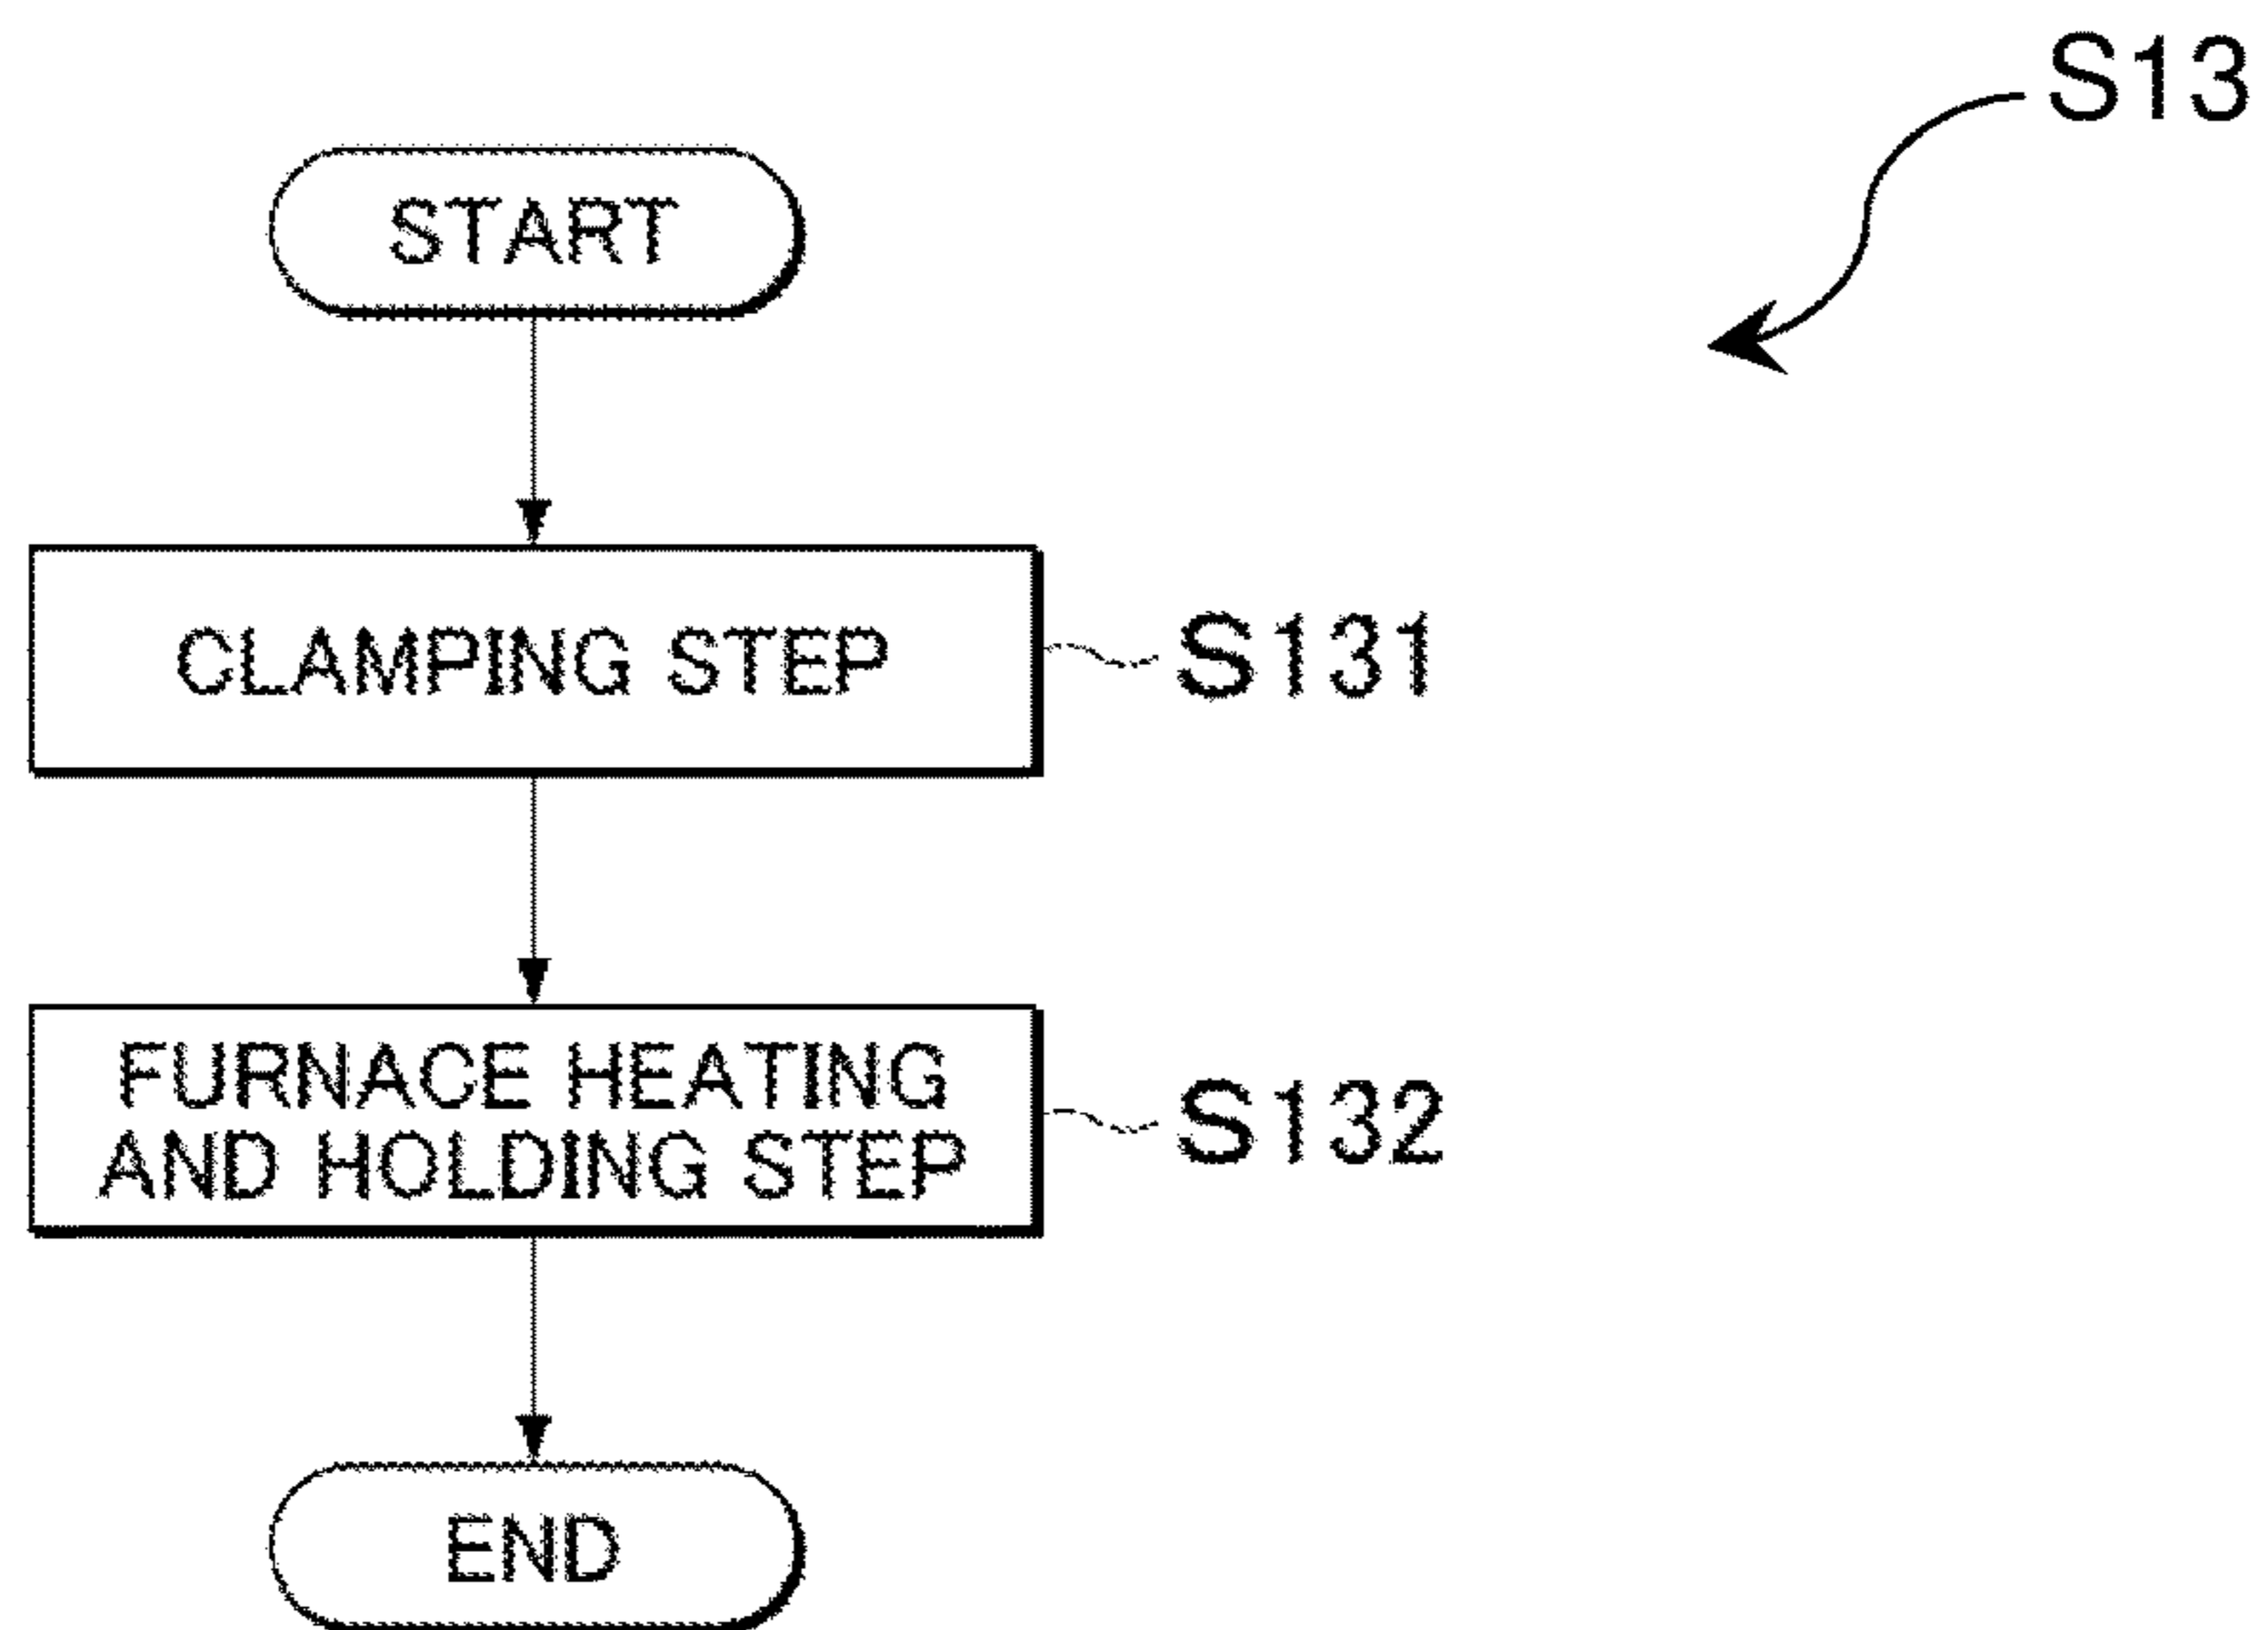 S13
START
CLAMPING STEP
S131
FURNACE HEATING
AND HOLDING STEP
S132
END